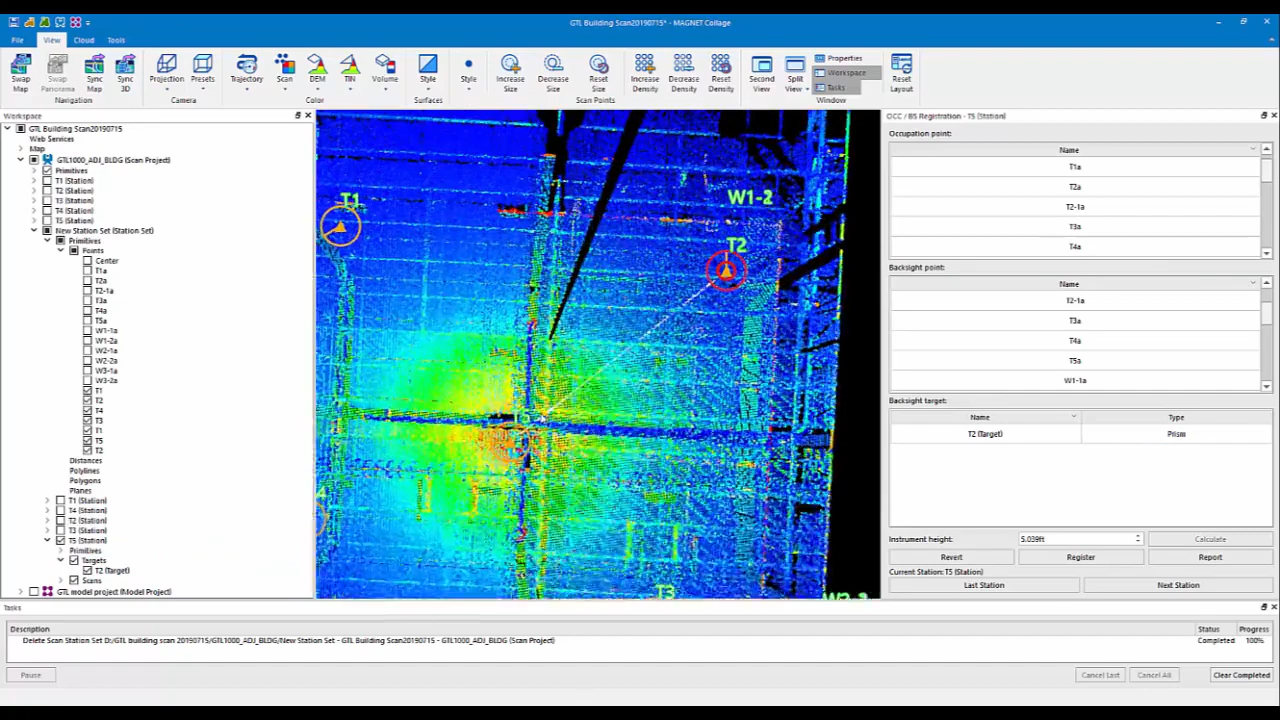 GTL Building Scan20190715* - MAGNET Collage
File View Cloud Tools
Swap Map
Swap Panorama
Sync Map
Sync 3D
Navigation
Projection
Presets
Camera
Trajectory
Scan
DEM
TIN
Volume
Color
Style
Surfaces
Style
Increase Size
Decrease Size
Reset Size
Increase Density
Decrease Density
Reset Density
Scan Points
Second View
Split View
Properties
Workspace
Tasks
Window
Reset Layout
Workspace
GTL Building Scan20190715
Web Services
Map
GTL1000_ADJ_BLDG (Scan Project)
Primitives
T1 (Station)
T2 (Station)
T3 (Station)
T4 (Station)
T5 (Station)
New Station Set (Station Set)
Primitives
Points
Center
T1a
T2a
T2-1a
T3a
T4a
T5a
W1-1a
W1-2a
W2-1a
W2-2a
W3-1a
W3-2a
T1
T2
T4
T3
T1
T5
T2
Distances
Polylines
Polygons
Planes
T1 (Station)
T4 (Station)
T2 (Station)
T3 (Station)
T5 (Station)
Primitives
Targets
T2 (Target)
Scans
GTL model project (Model Project)
T1
W1-2
T2
T5
T3
OCC / BS Registration - T5 (Station)
Occupation point:
Name
T1a
T2a
T2-1a
T3a
T4a
Backsight point:
Name
T2-1a
T3a
T4a
T5a
W1-1a
Backsight target:
Name Type
T2 (Target) Prism
Instrument height: 5.039ft Calculate
Revert Register Report
Current Station: T5 (Station)
Last Station Next Station
Tasks
Description Status Progress
Delete Scan Station Set D:/GTL building scan 20190715/GTL1000_ADJ_BLDG/New Station Set - GTL Building Scan20190715 - GTL1000_ADJ_BLDG (Scan Project) Completed 100%
Pause Cancel Last Cancel All Clear Completed